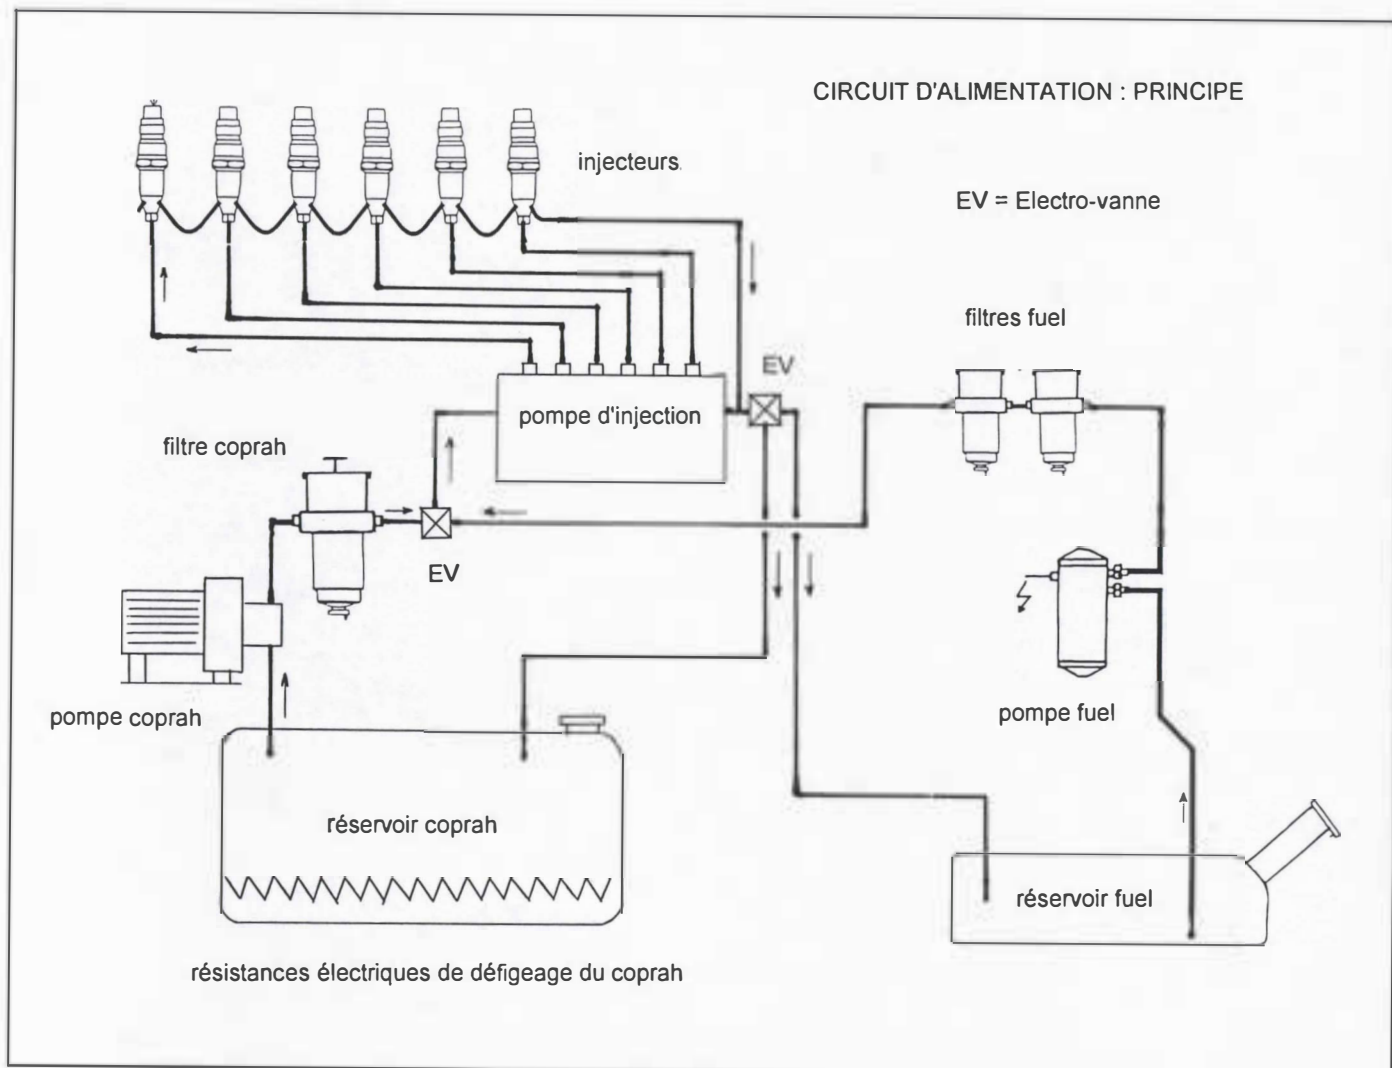 CIRCUIT D'ALIMENTATION : PRINCIPE
injecteurs
EV = Electro-vanne
filtres fuel
EV
pompe d'injection
filtre coprah
EV
pompe coprah
pompe fuel
réservoir coprah
réservoir fuel
résistances électriques de défigeage du coprah